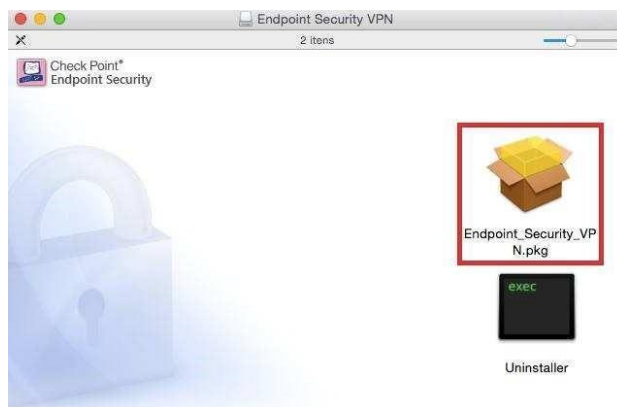 Endpoint Security VPN
2 itens
Check Point®
Endpoint Security
Endpoint_Security_VP
N.pkg
exec
Uninstaller